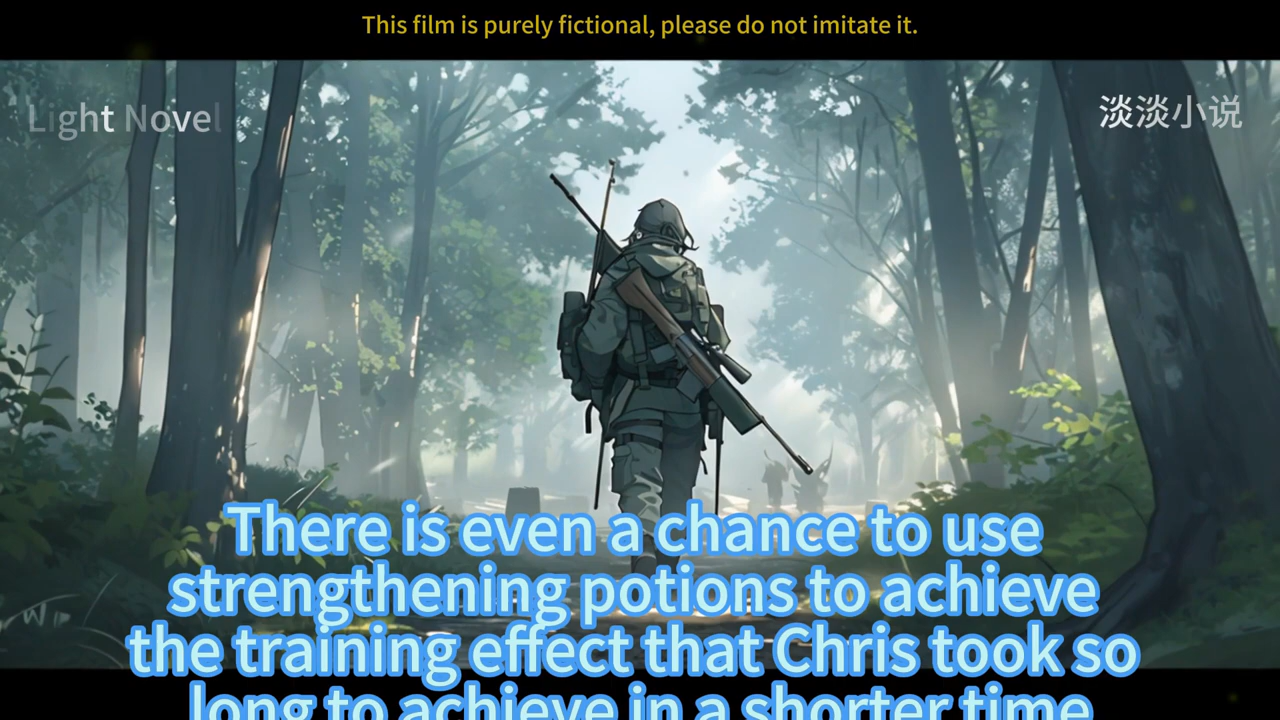 This film is purely fictional, please do not imitate it.
Light Novel
淡淡小说
There is even a chance to use
strengthening potions to achieve
the training effect that Chris took so
long to achieve in a shorter time